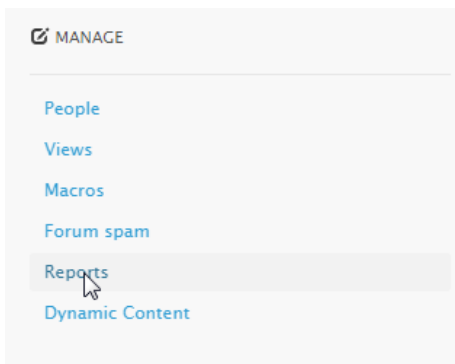 MANAGE
People
Views
Macros
Forum spam
Reports
Dynamic Content